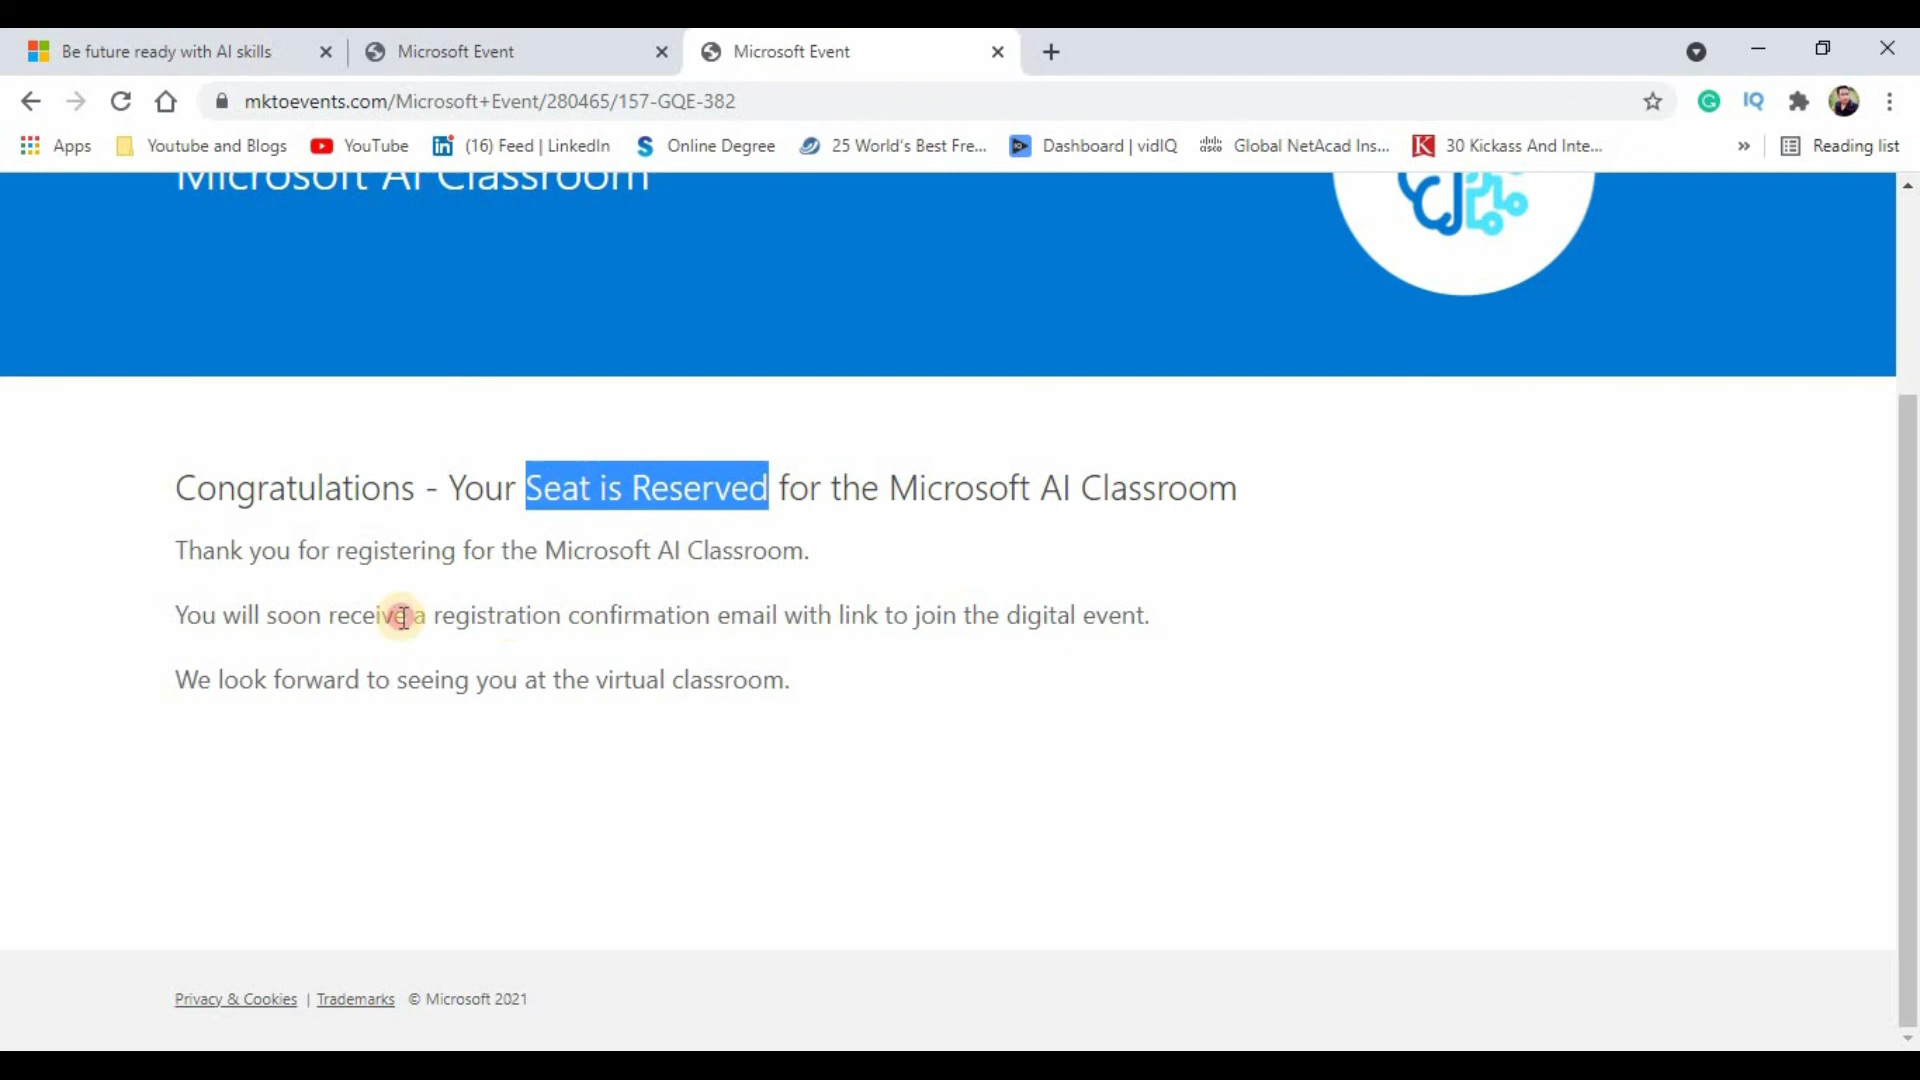 Be future ready with AI skills
Microsoft Event
Microsoft Event
mktoevents.com/Microsoft+Event/280465/157-GQE-382
IQ
Apps
Youtube and Blogs
YouTube
(16) Feed | LinkedIn
Online Degree
25 World's Best Fre...
Dashboard | vidIQ
Global NetAcad Ins...
30 Kickass And Inte...
»
Reading list
Microsoft AI Classroom
Congratulations - Your Seat is Reserved for the Microsoft AI Classroom
Thank you for registering for the Microsoft AI Classroom.
You will soon receive a registration confirmation email with link to join the digital event.
We look forward to seeing you at the virtual classroom.
Privacy & Cookies | Trademarks © Microsoft 2021